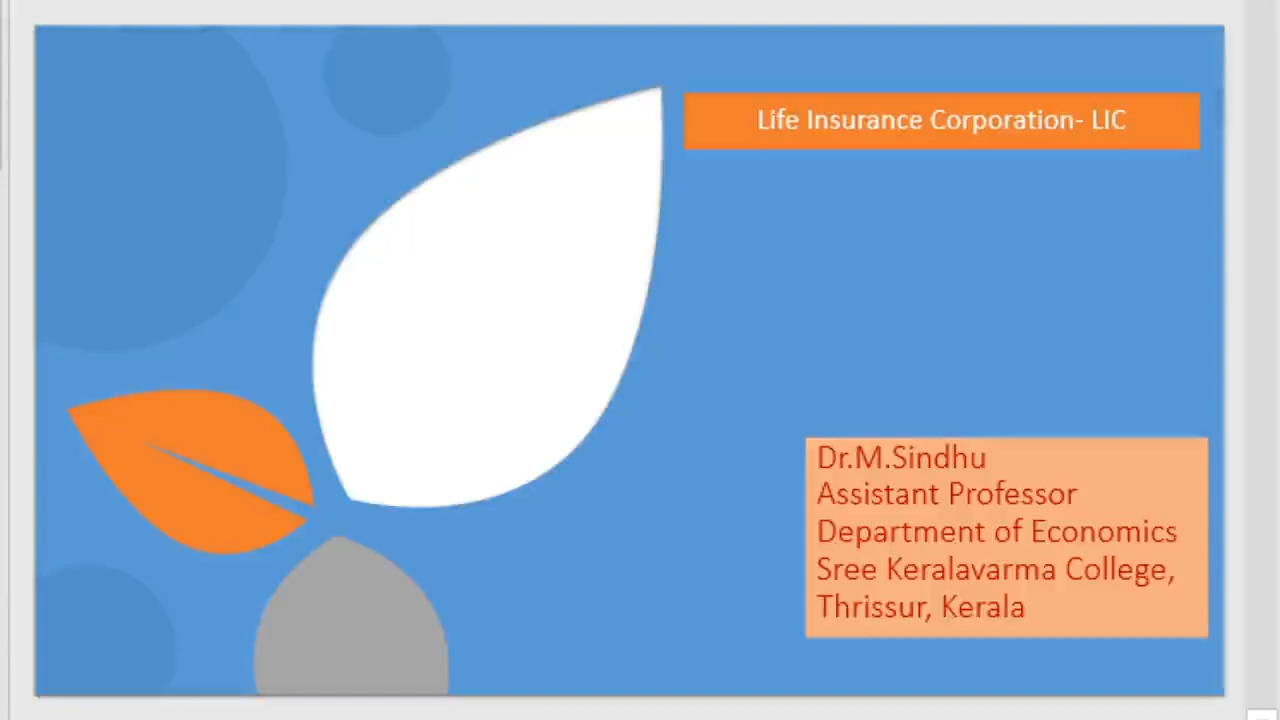 Life Insurance Corporation- LIC
Dr.M.Sindhu
Assistant Professor
Department of Economics
Sree Keralavarma College,
Thrissur, Kerala